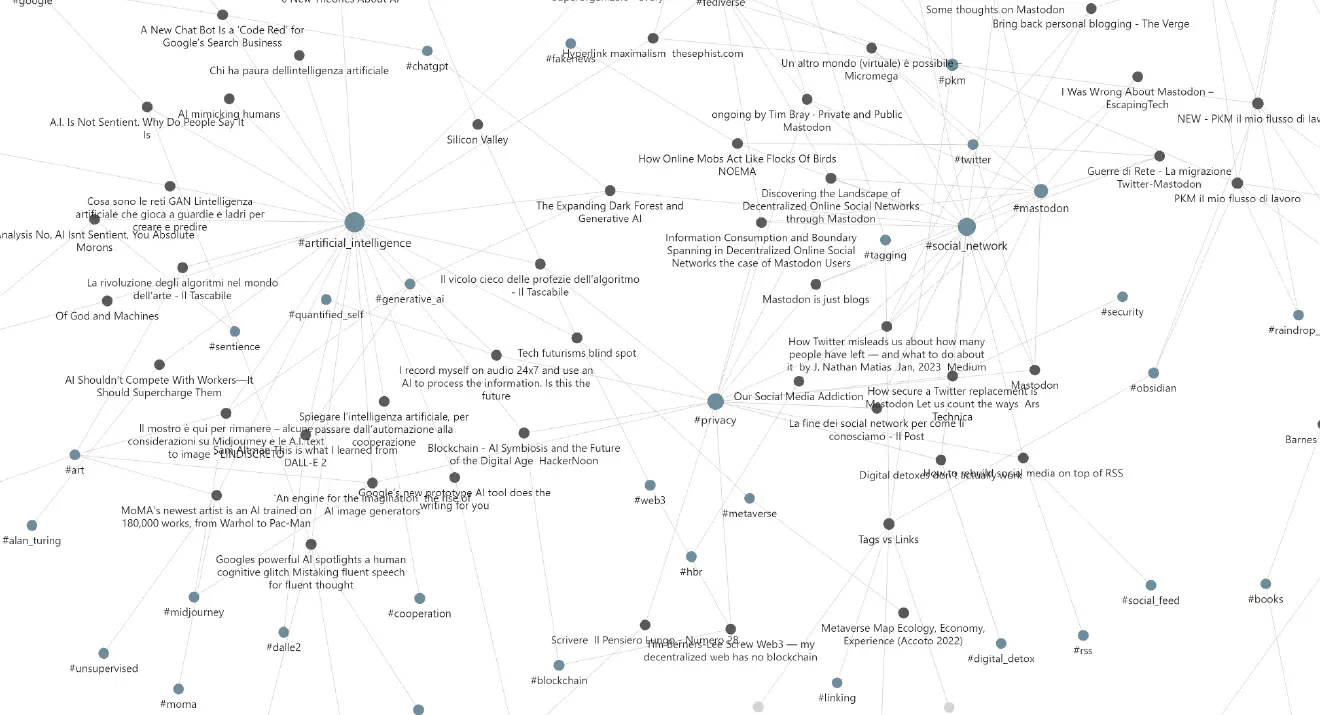 #google
#fediverse
A New Chat Bot Is a 'Code Red' for
Google's Search Business
Some thoughts on Mastodon
Bring back personal blogging - The Verge
Hyperlink maximalism thesephist.com
#fakenews
#chatgpt
Chi ha paura dellintelligenza artificiale
Un altro mondo (virtuale) è possibile –
Micromega
#pkm
I Was Wrong About Mastodon –
EscapingTech
AI mimicking humans
A.I. Is Not Sentient. Why Do People Say It
Is
ongoing by Tim Bray · Private and Public
Mastodon
NEW - PKM il mio flusso di lav
Silicon Valley
How Online Mobs Act Like Flocks Of Birds
NOEMA
#twitter
Guerre di Rete - La migrazione
Twitter-Mastodon
PKM il mio flusso di lavoro
Cosa sono le reti GAN Lintelligenza
artificiale che gioca a guardie e ladri per
creare e predire
Discovering the Landscape of
Decentralized Online Social Networks
through Mastodon
The Expanding Dark Forest and
Generative AI
#mastodon
nalysis No, AI Isnt Sentient, You Absolute
Morons
#artificial_intelligence
Information Consumption and Boundary
Spanning in Decentralized Online Social
Networks the case of Mastodon Users
#social_network
#tagging
La rivoluzione degli algoritmi nel mondo
dell'arte - Il Tascabile
Il vicolo cieco delle profezie dell'algoritmo
- Il Tascabile
#generative_ai
Mastodon is just blogs
Of God and Machines
#quantified_self
#security
#raindrop_
#sentience
Tech futurisms blind spot
How Twitter misleads us about how many
people have left — and what to do about
it by J. Nathan Matias Jan, 2023 Medium
AI Shouldn't Compete With Workers—It
Should Supercharge Them
I record myself on audio 24x7 and use an
AI to process the information. Is this the
future
Mastodon
#obsidian
Our Social Media Addiction
How secure a Twitter replacement is
Mastodon Let us count the ways Ars
Technica
Spiegare l'intelligenza artificiale, per
passare dall'automazione alla
cooperazione
#privacy
La fine dei social network per come li
conosciamo - Il Post
Il mostro è qui per rimanere – alcune
considerazioni su Midjourney e le A.I. text
to image - LINDISCRETO
Sam Altman This is what I learned from
DALL-E 2
Blockchain - AI Symbiosis and the Future
of the Digital Age HackerNoon
Barnes
#art
Digital detoxes don't actually work
How to rebuild social media on top of RSS
'An engine for the imagination' the rise of
AI image generators
Google's new prototype AI tool does the
writing for you
#web3
#metaverse
MoMA's newest artist is an AI trained on
180,000 works, from Warhol to Pac-Man
#alan_turing
Tags vs Links
Googles powerful AI spotlights a human
cognitive glitch Mistaking fluent speech
for fluent thought
#hbr
#midjourney
#cooperation
#social_feed
#books
Metaverse Map Ecology, Economy,
Experience (Accoto 2022)
Scrivere Il Pensiero Lungo - Numero 28
Tim Berners-Lee Screw Web3 — my
decentralized web has no blockchain
#dalle2
#digital_detox
#rss
#unsupervised
#blockchain
#linking
#moma